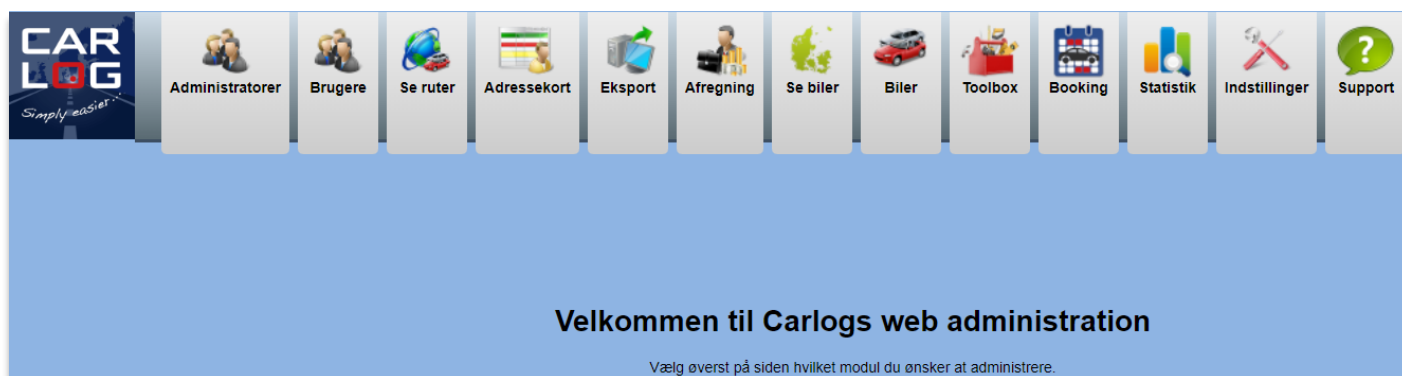 CAR
LOG
Simply easier...
Administratorer
Brugere
Se ruter
Adressekort
Eksport
Afregning
Se biler
Biler
Toolbox
Booking
Statistik
Indstillinger
Support
Velkommen til Carlogs web administration
Vælg øverst på siden hvilket modul du ønsker at administrere.